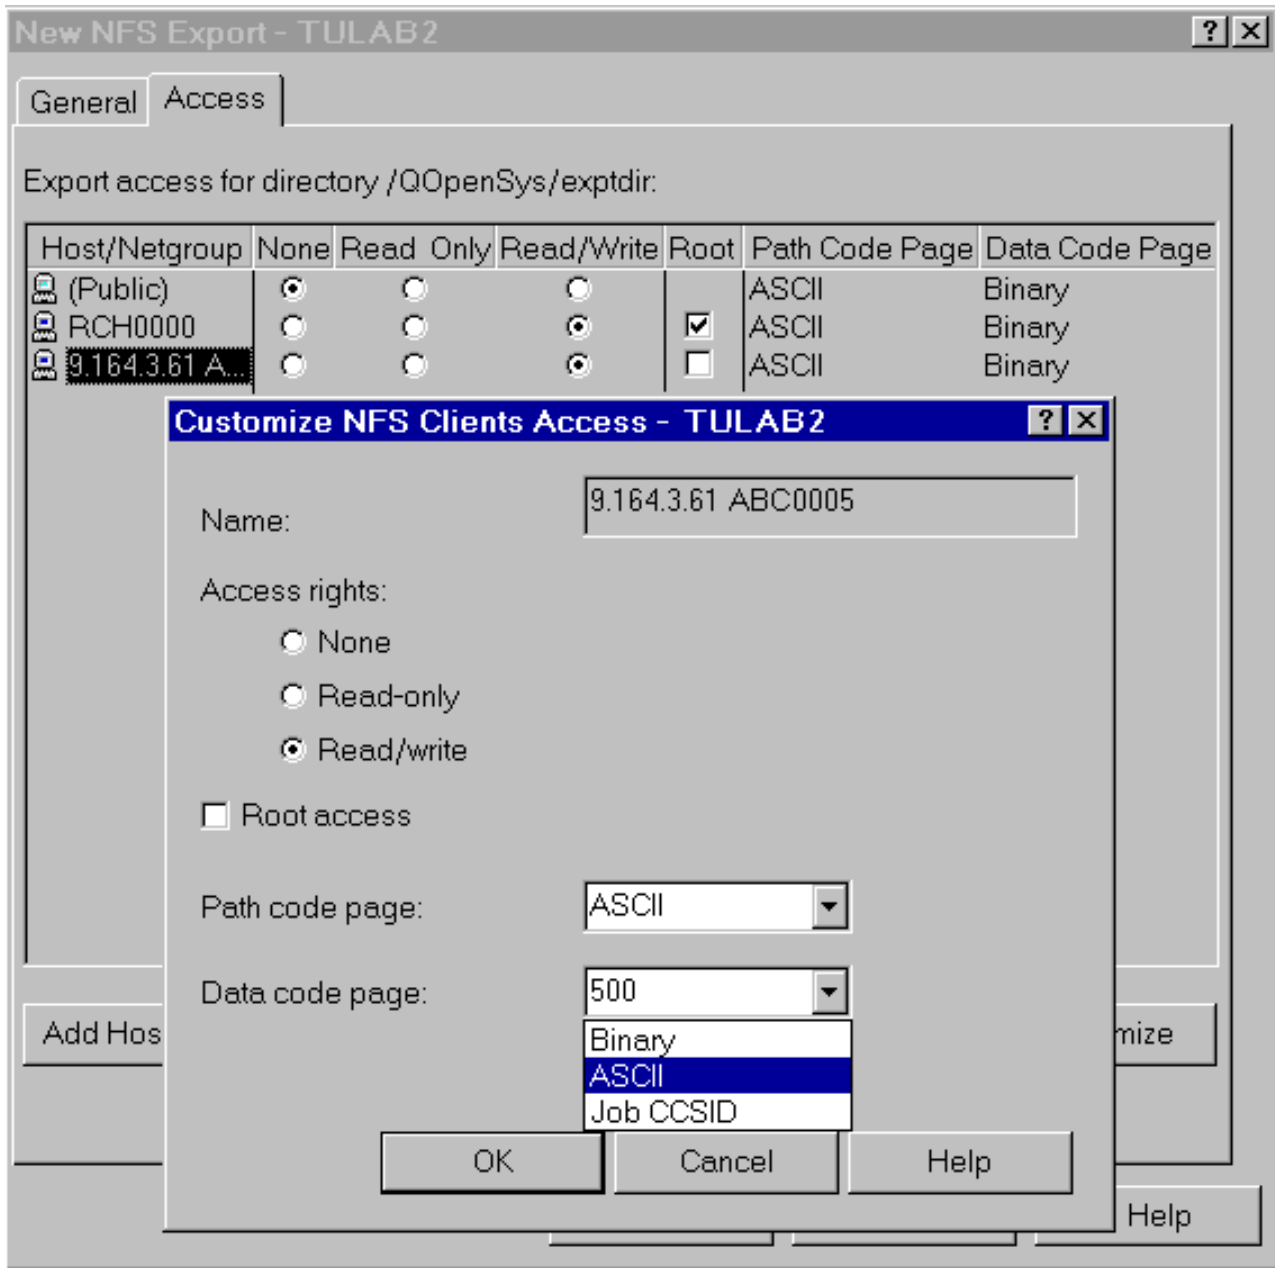 New NFS Export - TULAB2
General Access
Export access for directory /QOpenSys/exptdir:
Host/Netgroup None Read Only Read/Write Root Path Code Page Data Code Page
(Public) ASCII Binary
RCH0000 ASCII Binary
9.164.3.61 A... ASCII Binary
Customize NFS Clients Access - TULAB2
Name: 9.164.3.61 ABC0005
Access rights:
None
Read-only
Read/write
Root access
Path code page: ASCII
Data code page: 500
Binary
ASCII
Job CCSID
Add Hos mize
OK Cancel Help
Help